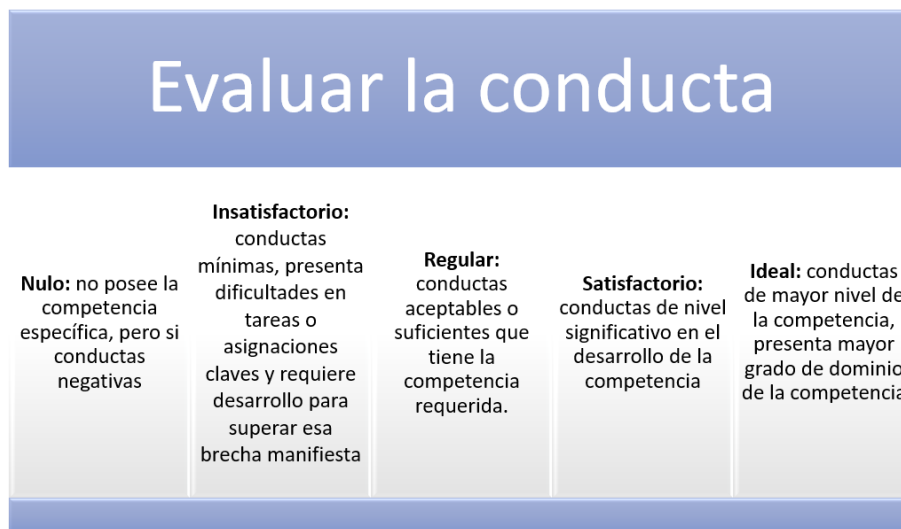 Evaluar la conducta
Nulo: no posee la
competencia
específica, pero si
conductas
negativas
Insatisfactorio:
conductas
mínimas, presenta
dificultades en
tareas o
asignaciones
claves y requiere
desarrollo para
superar esa
brecha manifiesta
Regular:
conductas
aceptables o
suficientes que
tiene la
competencia
requerida.
Satisfactorio:
conductas de nivel
significativo en el
desarrollo de la
competencia
Ideal: conductas
de mayor nivel de
la competencia,
presenta mayor
grado de dominio
de la competencia